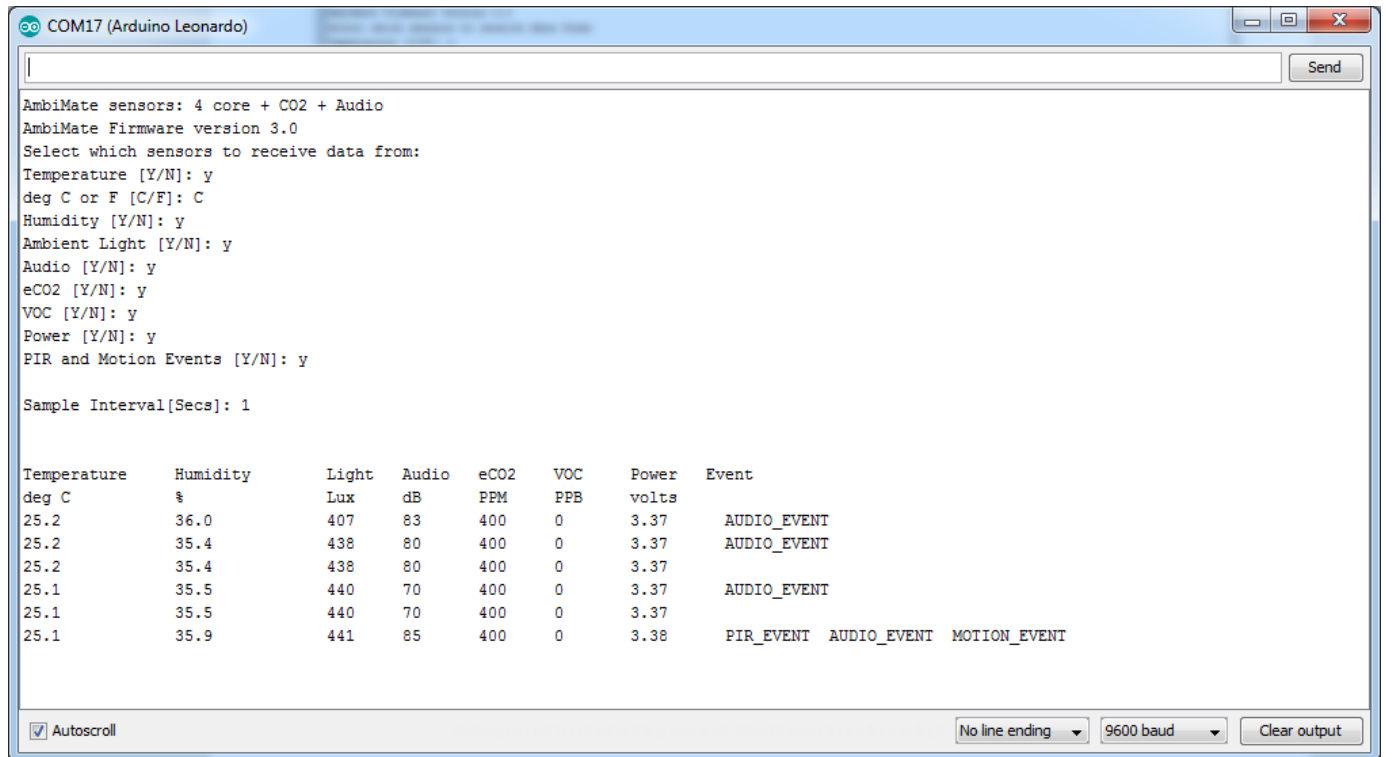 COM17 (Arduino Leonardo)
Send
AmbiMate sensors: 4 core + CO2 + Audio
AmbiMate Firmware version 3.0
Select which sensors to receive data from:
Temperature [Y/N]: y
deg C or F [C/F]: C
Humidity [Y/N]: y
Ambient Light [Y/N]: y
Audio [Y/N]: y
eCO2 [Y/N]: y
VOC [Y/N]: y
Power [Y/N]: y
PIR and Motion Events [Y/N]: y
Sample Interval[Secs]: 1
Temperature Humidity Light Audio eCO2 VOC Power Event
deg C % Lux dB PPM PPB volts
25.2 36.0 407 83 400 0 3.37 AUDIO_EVENT
25.2 35.4 438 80 400 0 3.37 AUDIO_EVENT
25.2 35.4 438 80 400 0 3.37
25.1 35.5 440 70 400 0 3.37 AUDIO_EVENT
25.1 35.5 440 70 400 0 3.37
25.1 35.9 441 85 400 0 3.38 PIR_EVENT AUDIO_EVENT MOTION_EVENT
Autoscroll No line ending 9600 baud Clear output